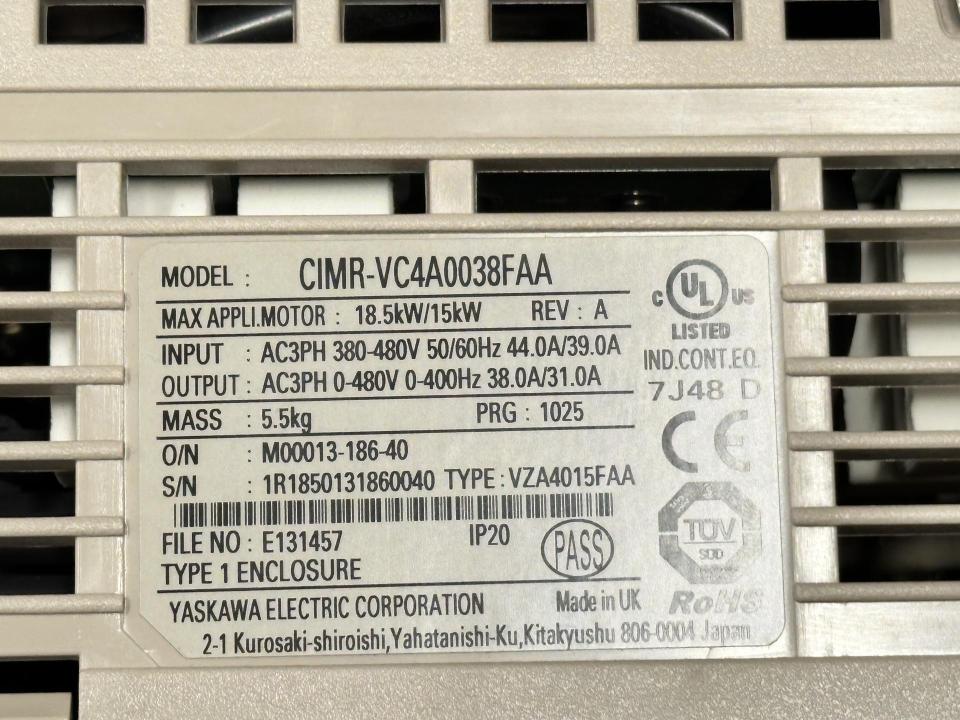 MODEL : CIMR-VC4A0038FAA
MAX APPLI.MOTOR : 18.5kW/15kW REV : A
INPUT : AC3PH 380-480V 50/60Hz 44.0A/39.0A
OUTPUT : AC3PH 0-480V 0-400Hz 38.0A/31.0A
MASS : 5.5kg PRG : 1025
O/N : M00013-186-40
S/N : 1R1850131860040 TYPE : VZA4015FAA
FILE NO : E131457 IP20 PASS
TYPE 1 ENCLOSURE
YASKAWA ELECTRIC CORPORATION Made in UK
2-1 Kurosaki-shiroishi,Yahatanishi-Ku,Kitakyushu 806-0004 Japan
C UL US
LISTED
IND.CONT.EQ.
7J48 D
CE
TÜV
SÜD
RoHS